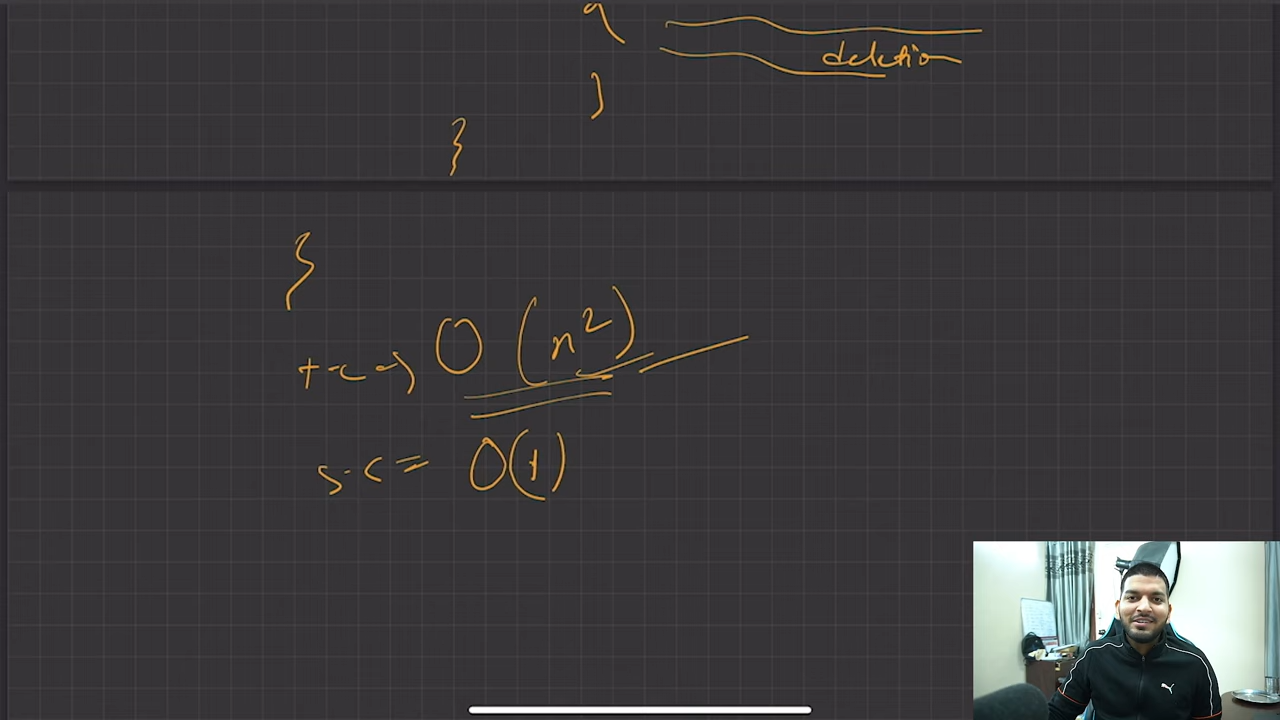 {
deletion
}
}
}
T.C → O(n²)
S.C = O(1)